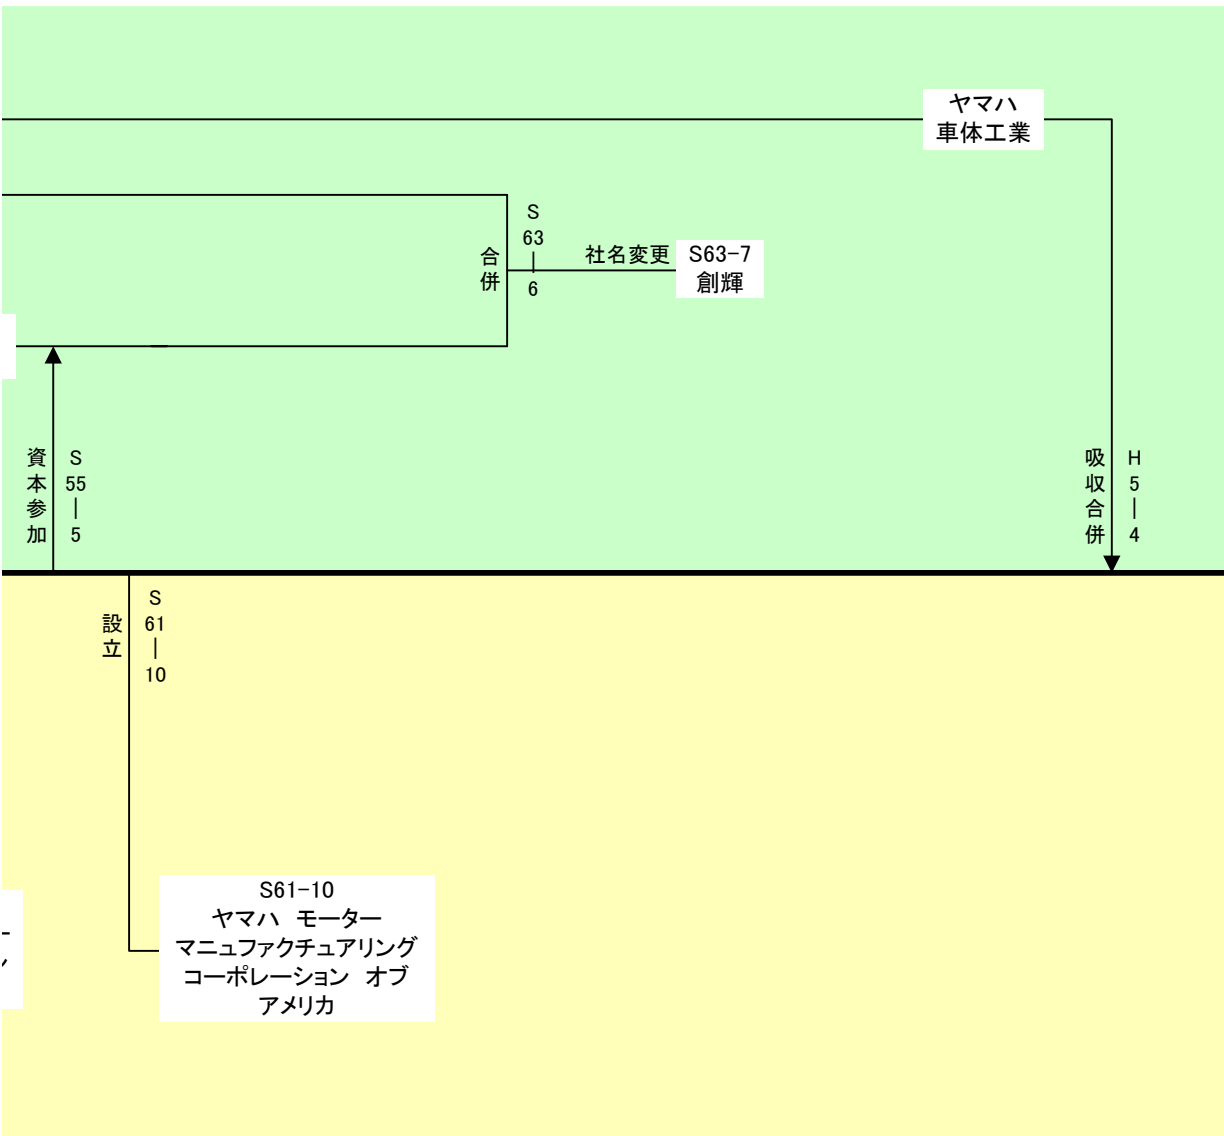 ヤマハ
車体工業
合併
S
63
|
6
社名変更
S63-7
創輝
資本参加
S
55
|
5
吸収合併
H
5
|
4
設立
S
61
|
10
S61-10
ヤマハ モーター
マニュファクチュアリング
コーポレーション オブ
アメリカ